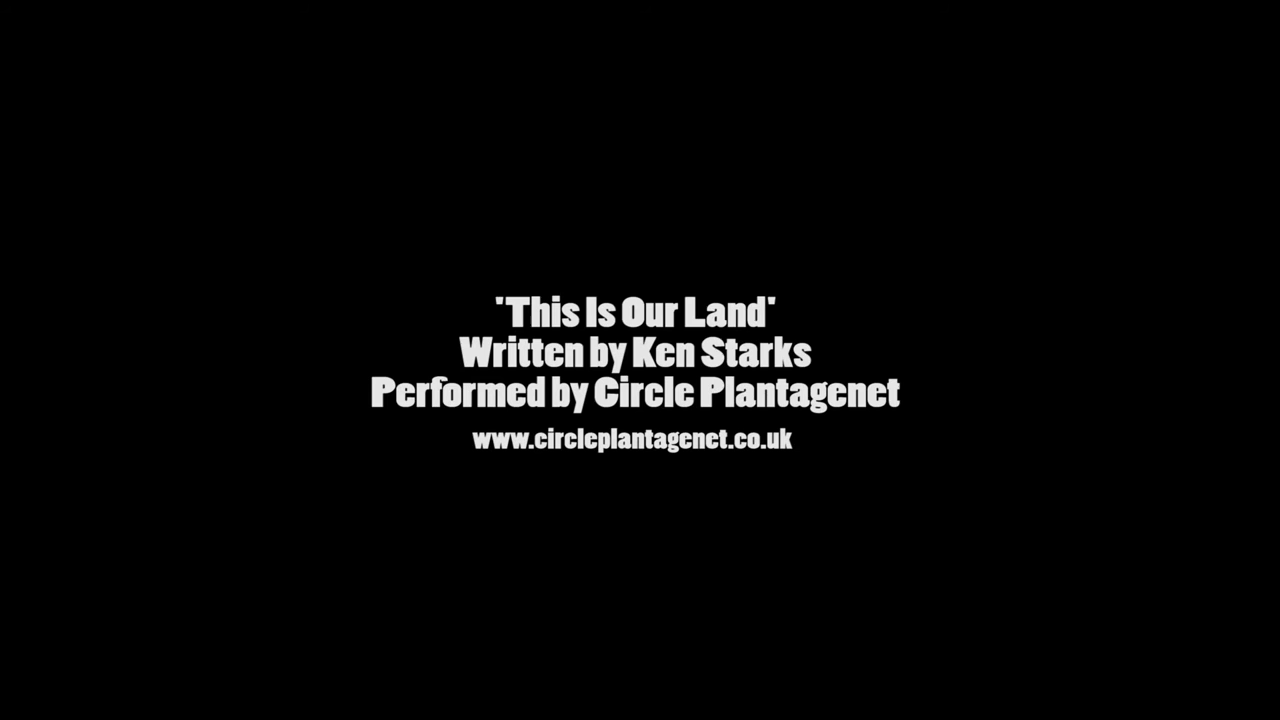 'This Is Our Land'
Written by Ken Starks
Performed by Circle Plantagenet
www.circleplantagenet.co.uk